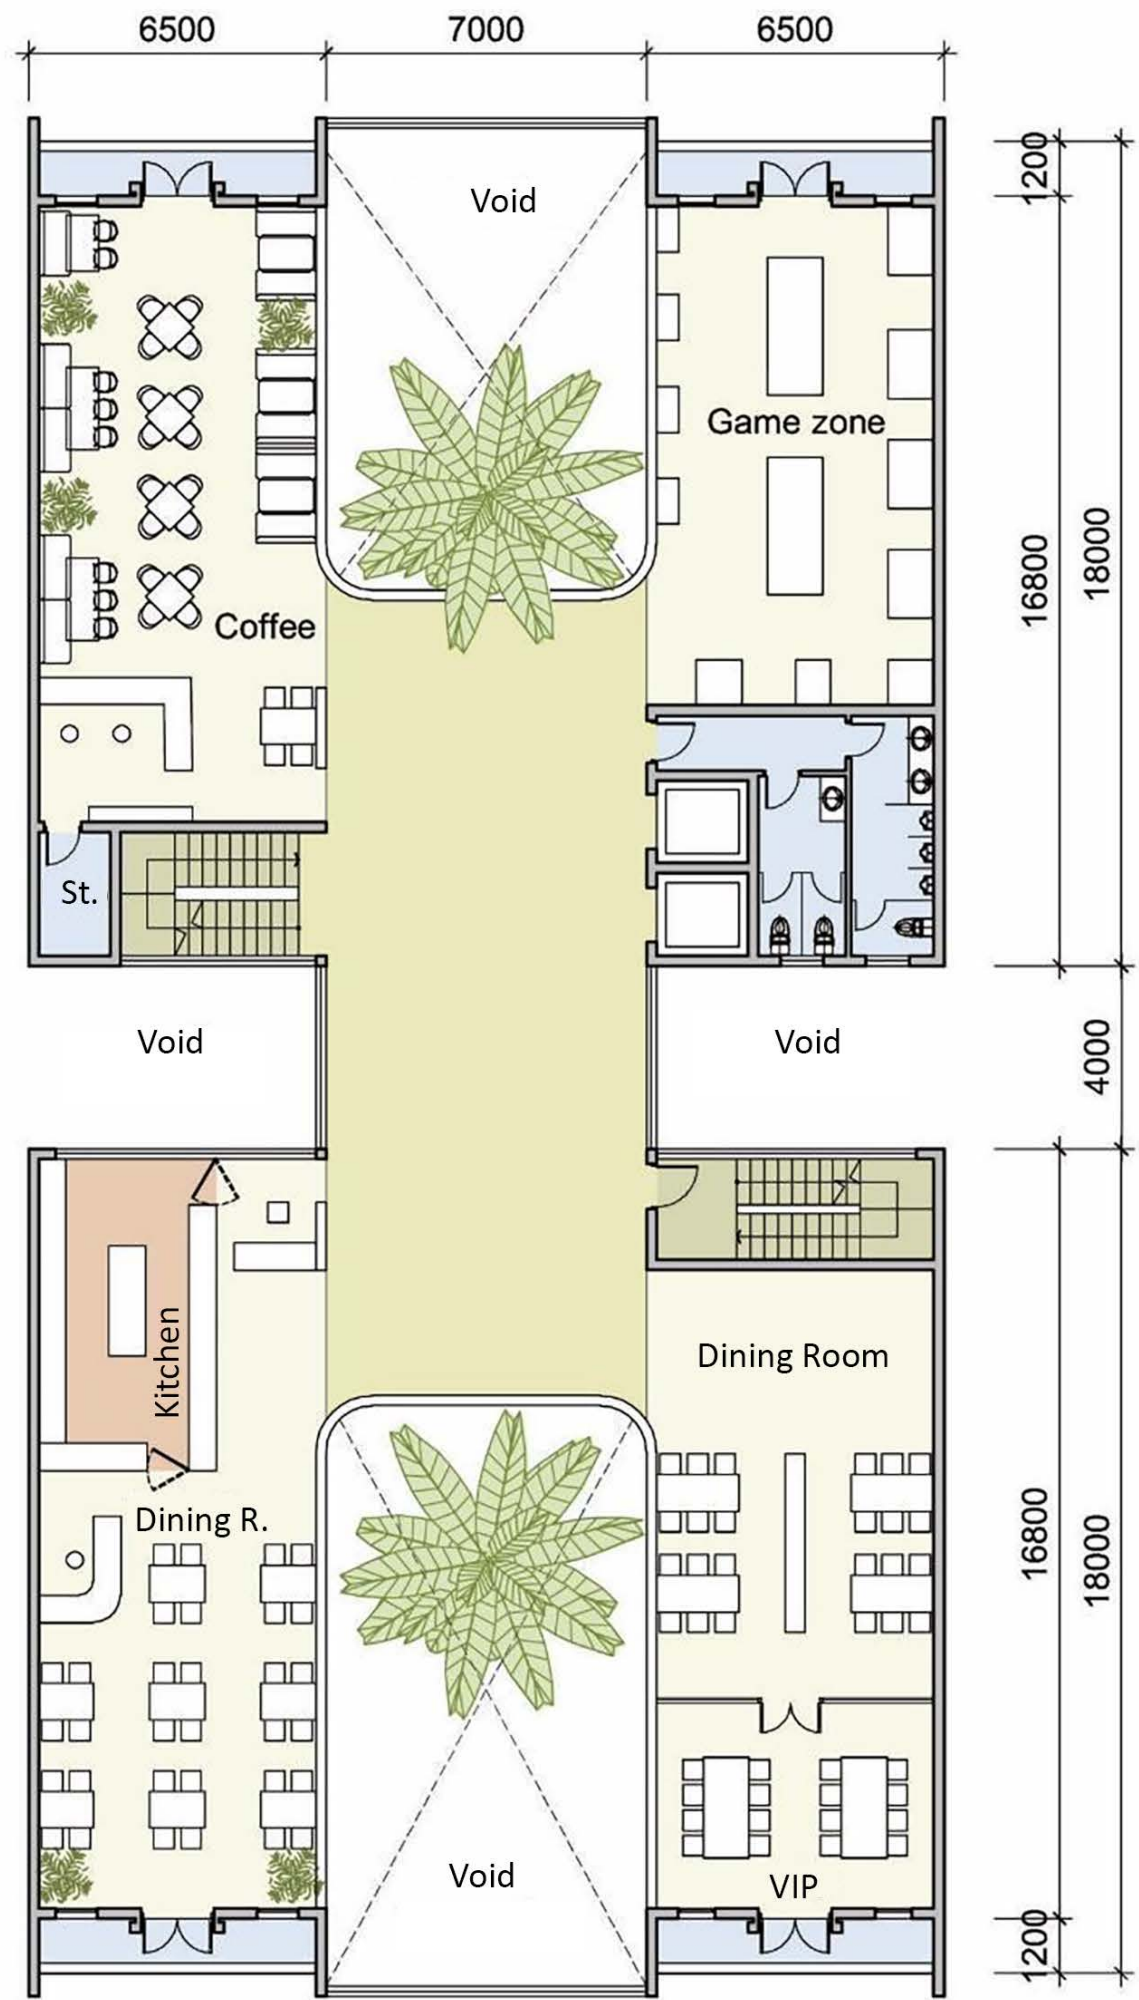 6500 7000 6500
1200
Void
Game zone
16800
18000
Coffee
St.
Void
Void
4000
Kitchen
Dining Room
Dining R.
16800
18000
Void
VIP
1200